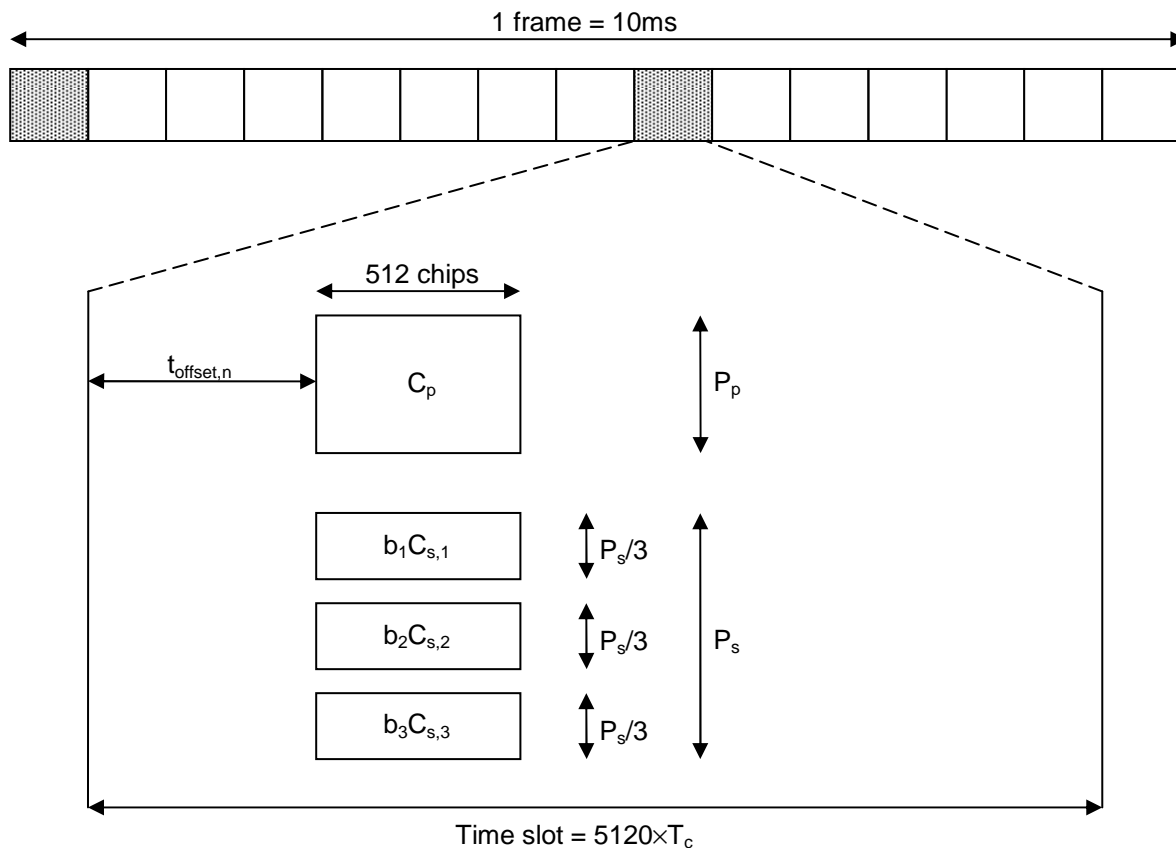 1 frame = 10ms
512 chips
t_offset,n
C_p
P_p
b_1C_s,1
P_s/3
b_2C_s,2
P_s/3
P_s
b_3C_s,3
P_s/3
Time slot = 5120×T_c